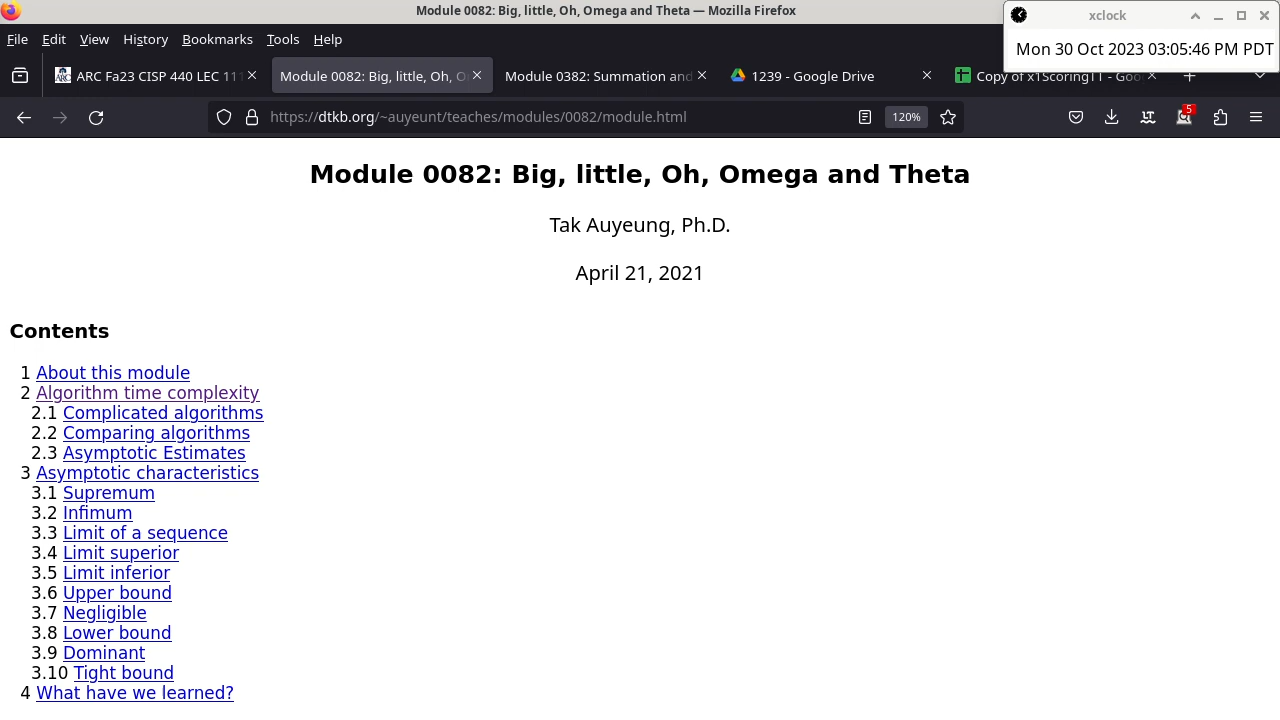 Module 0082: Big, little, Oh, Omega and Theta — Mozilla Firefox
xclock
File Edit View History Bookmarks Tools Help
Mon 30 Oct 2023 03:05:46 PM PDT
ARC Fa23 CISP 440 LEC 111
Module 0082: Big, little, Oh, O
Module 0382: Summation and
1239 - Google Drive
Copy of x1ScoringTT - Goo
https://dtkb.org/~auyeunt/teaches/modules/0082/module.html
120%
5
Module 0082: Big, little, Oh, Omega and Theta
Tak Auyeung, Ph.D.
April 21, 2021
Contents
1 About this module
2 Algorithm time complexity
2.1 Complicated algorithms
2.2 Comparing algorithms
2.3 Asymptotic Estimates
3 Asymptotic characteristics
3.1 Supremum
3.2 Infimum
3.3 Limit of a sequence
3.4 Limit superior
3.5 Limit inferior
3.6 Upper bound
3.7 Negligible
3.8 Lower bound
3.9 Dominant
3.10 Tight bound
4 What have we learned?